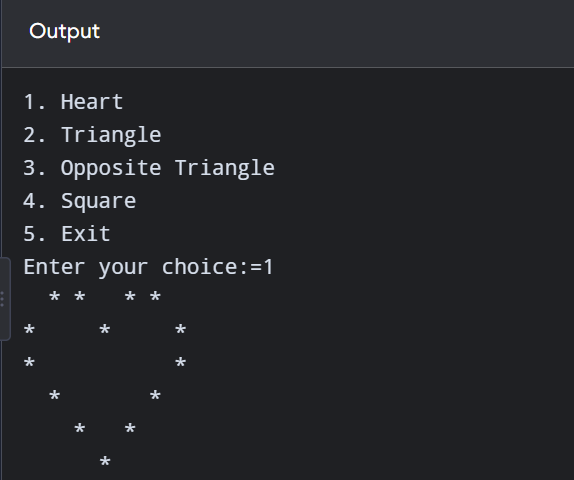 Output
1. Heart
2. Triangle
3. Opposite Triangle
4. Square
5. Exit
Enter your choice:=1
  * *   * *
*     *     *
*           *
  *       *
    *   *
      *